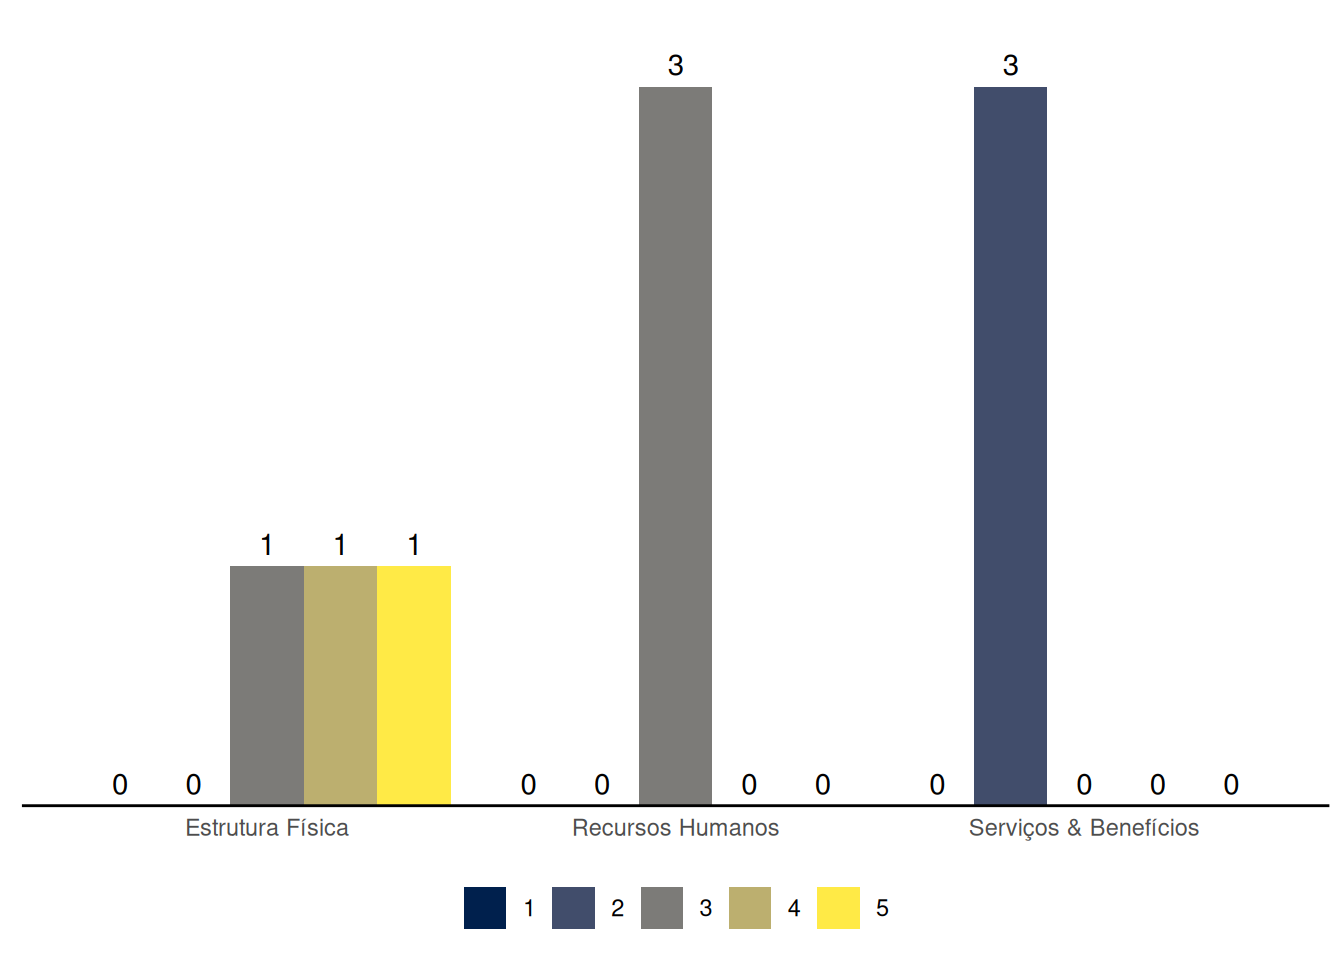 3 3
1 1 1
0 0 0 0 0 0 0 0 0 0
Estrutura Física Recursos Humanos Serviços & Benefícios
1 2 3 4 5